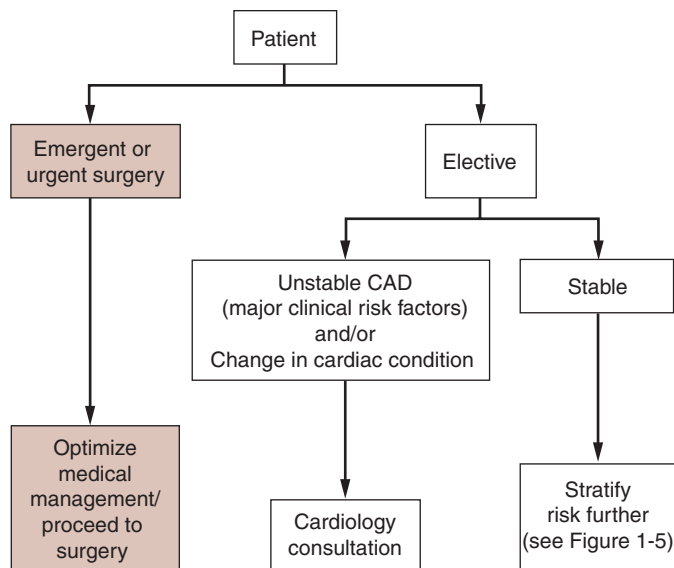 Patient
Emergent or
urgent surgery
Elective
Unstable CAD
(major clinical risk factors)
and/or
Change in cardiac condition
Stable
Optimize
medical
management/
proceed to
surgery
Cardiology
consultation
Stratify
risk further
(see Figure 1-5)